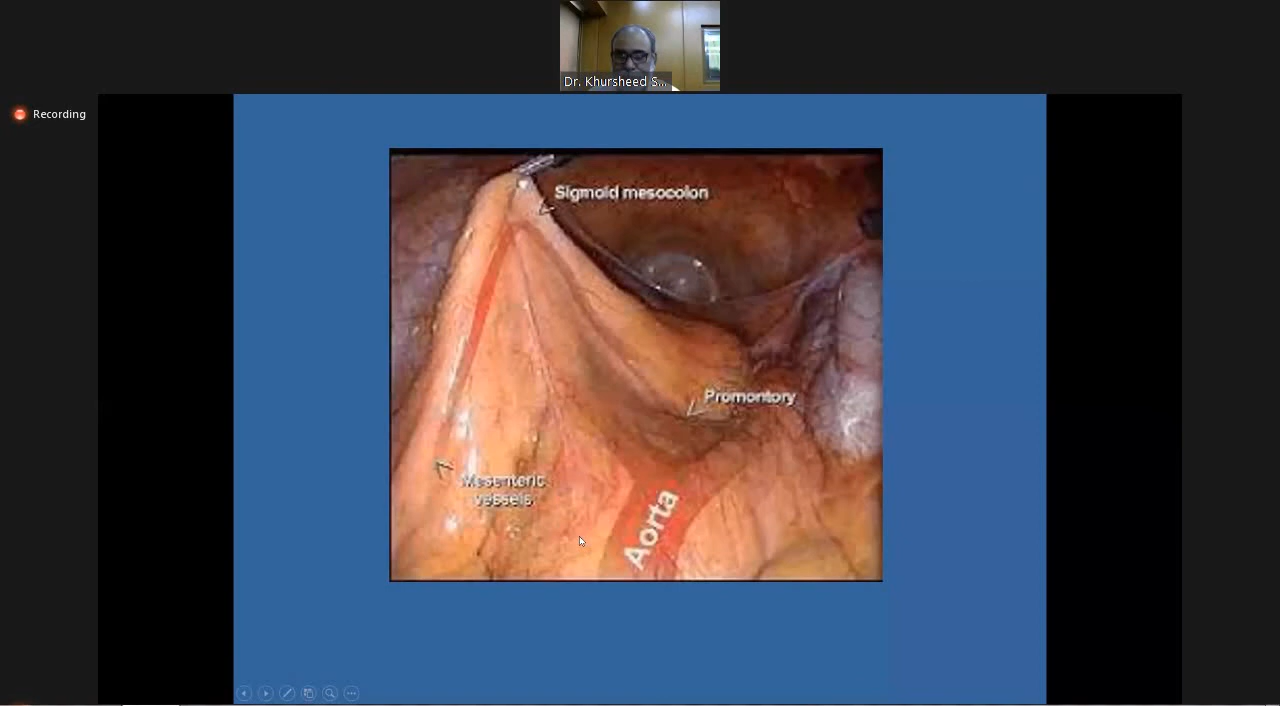 Dr. Khursheed S...
Recording
Sigmoid mesocolon
Promontory
Mesenteric
vessels
Aorta